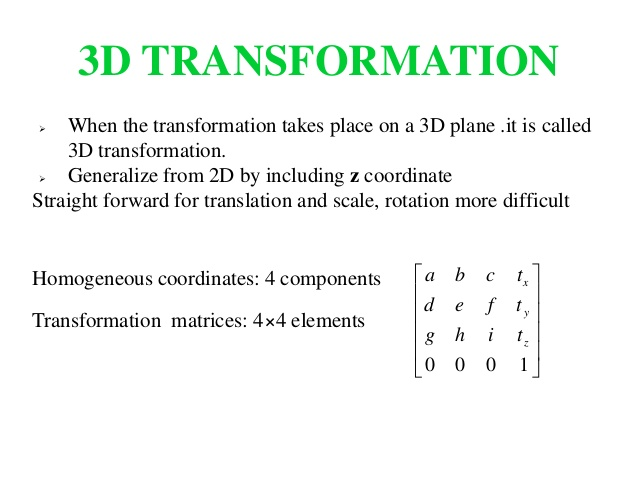 3D TRANSFORMATION
➢ When the transformation takes place on a 3D plane .it is called
3D transformation.
➢ Generalize from 2D by including z coordinate
Straight forward for translation and scale, rotation more difficult
Homogeneous coordinates: 4 components
Transformation matrices: 4×4 elements
a b c tx
d e f ty
g h i tz
0 0 0 1